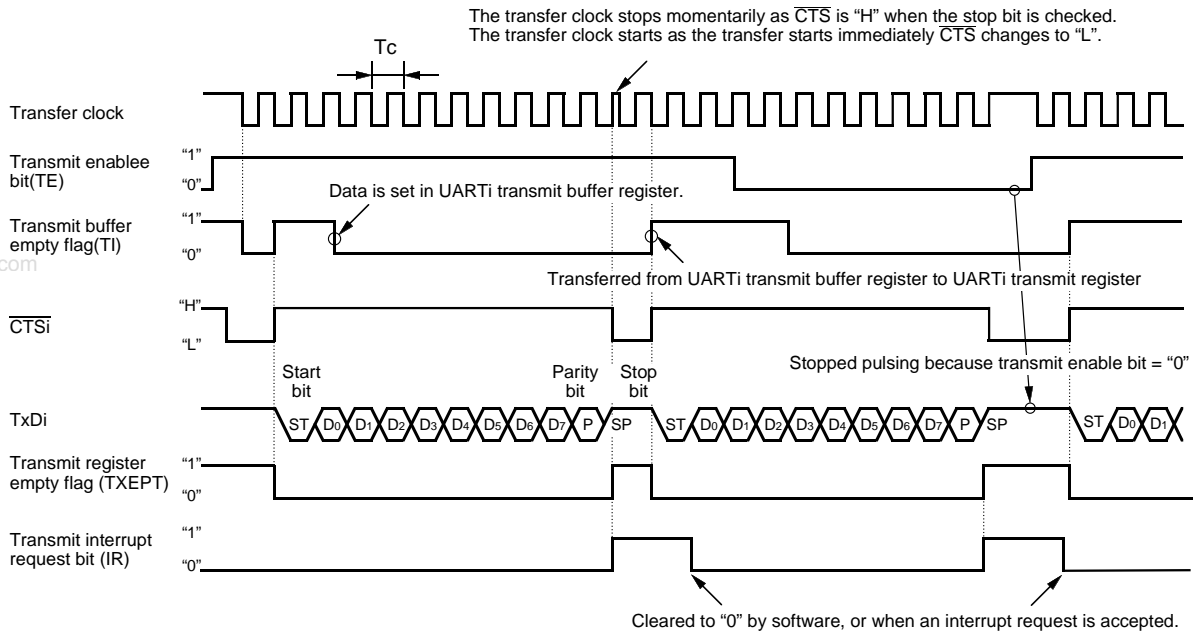 The transfer clock stops momentarily as CTS is “H” when the stop bit is checked.
The transfer clock starts as the transfer starts immediately CTS changes to “L”.
Tc
Transfer clock
Transmit enablee
bit(TE)
“1”
“0”
Data is set in UARTi transmit buffer register.
Transmit buffer
empty flag(TI)
“1”
“0”
com
Transferred from UARTi transmit buffer register to UARTi transmit register
CTSi
“H”
“L”
Stopped pulsing because transmit enable bit = “0”
Start
bit
Parity
bit
Stop
bit
TxDi
ST D0 D1 D2 D3 D4 D5 D6 D7 P SP ST D0 D1 D2 D3 D4 D5 D6 D7 P SP ST D0 D1
Transmit register
empty flag (TXEPT)
“1”
“0”
Transmit interrupt
request bit (IR)
“1”
“0”
Cleared to “0” by software, or when an interrupt request is accepted.